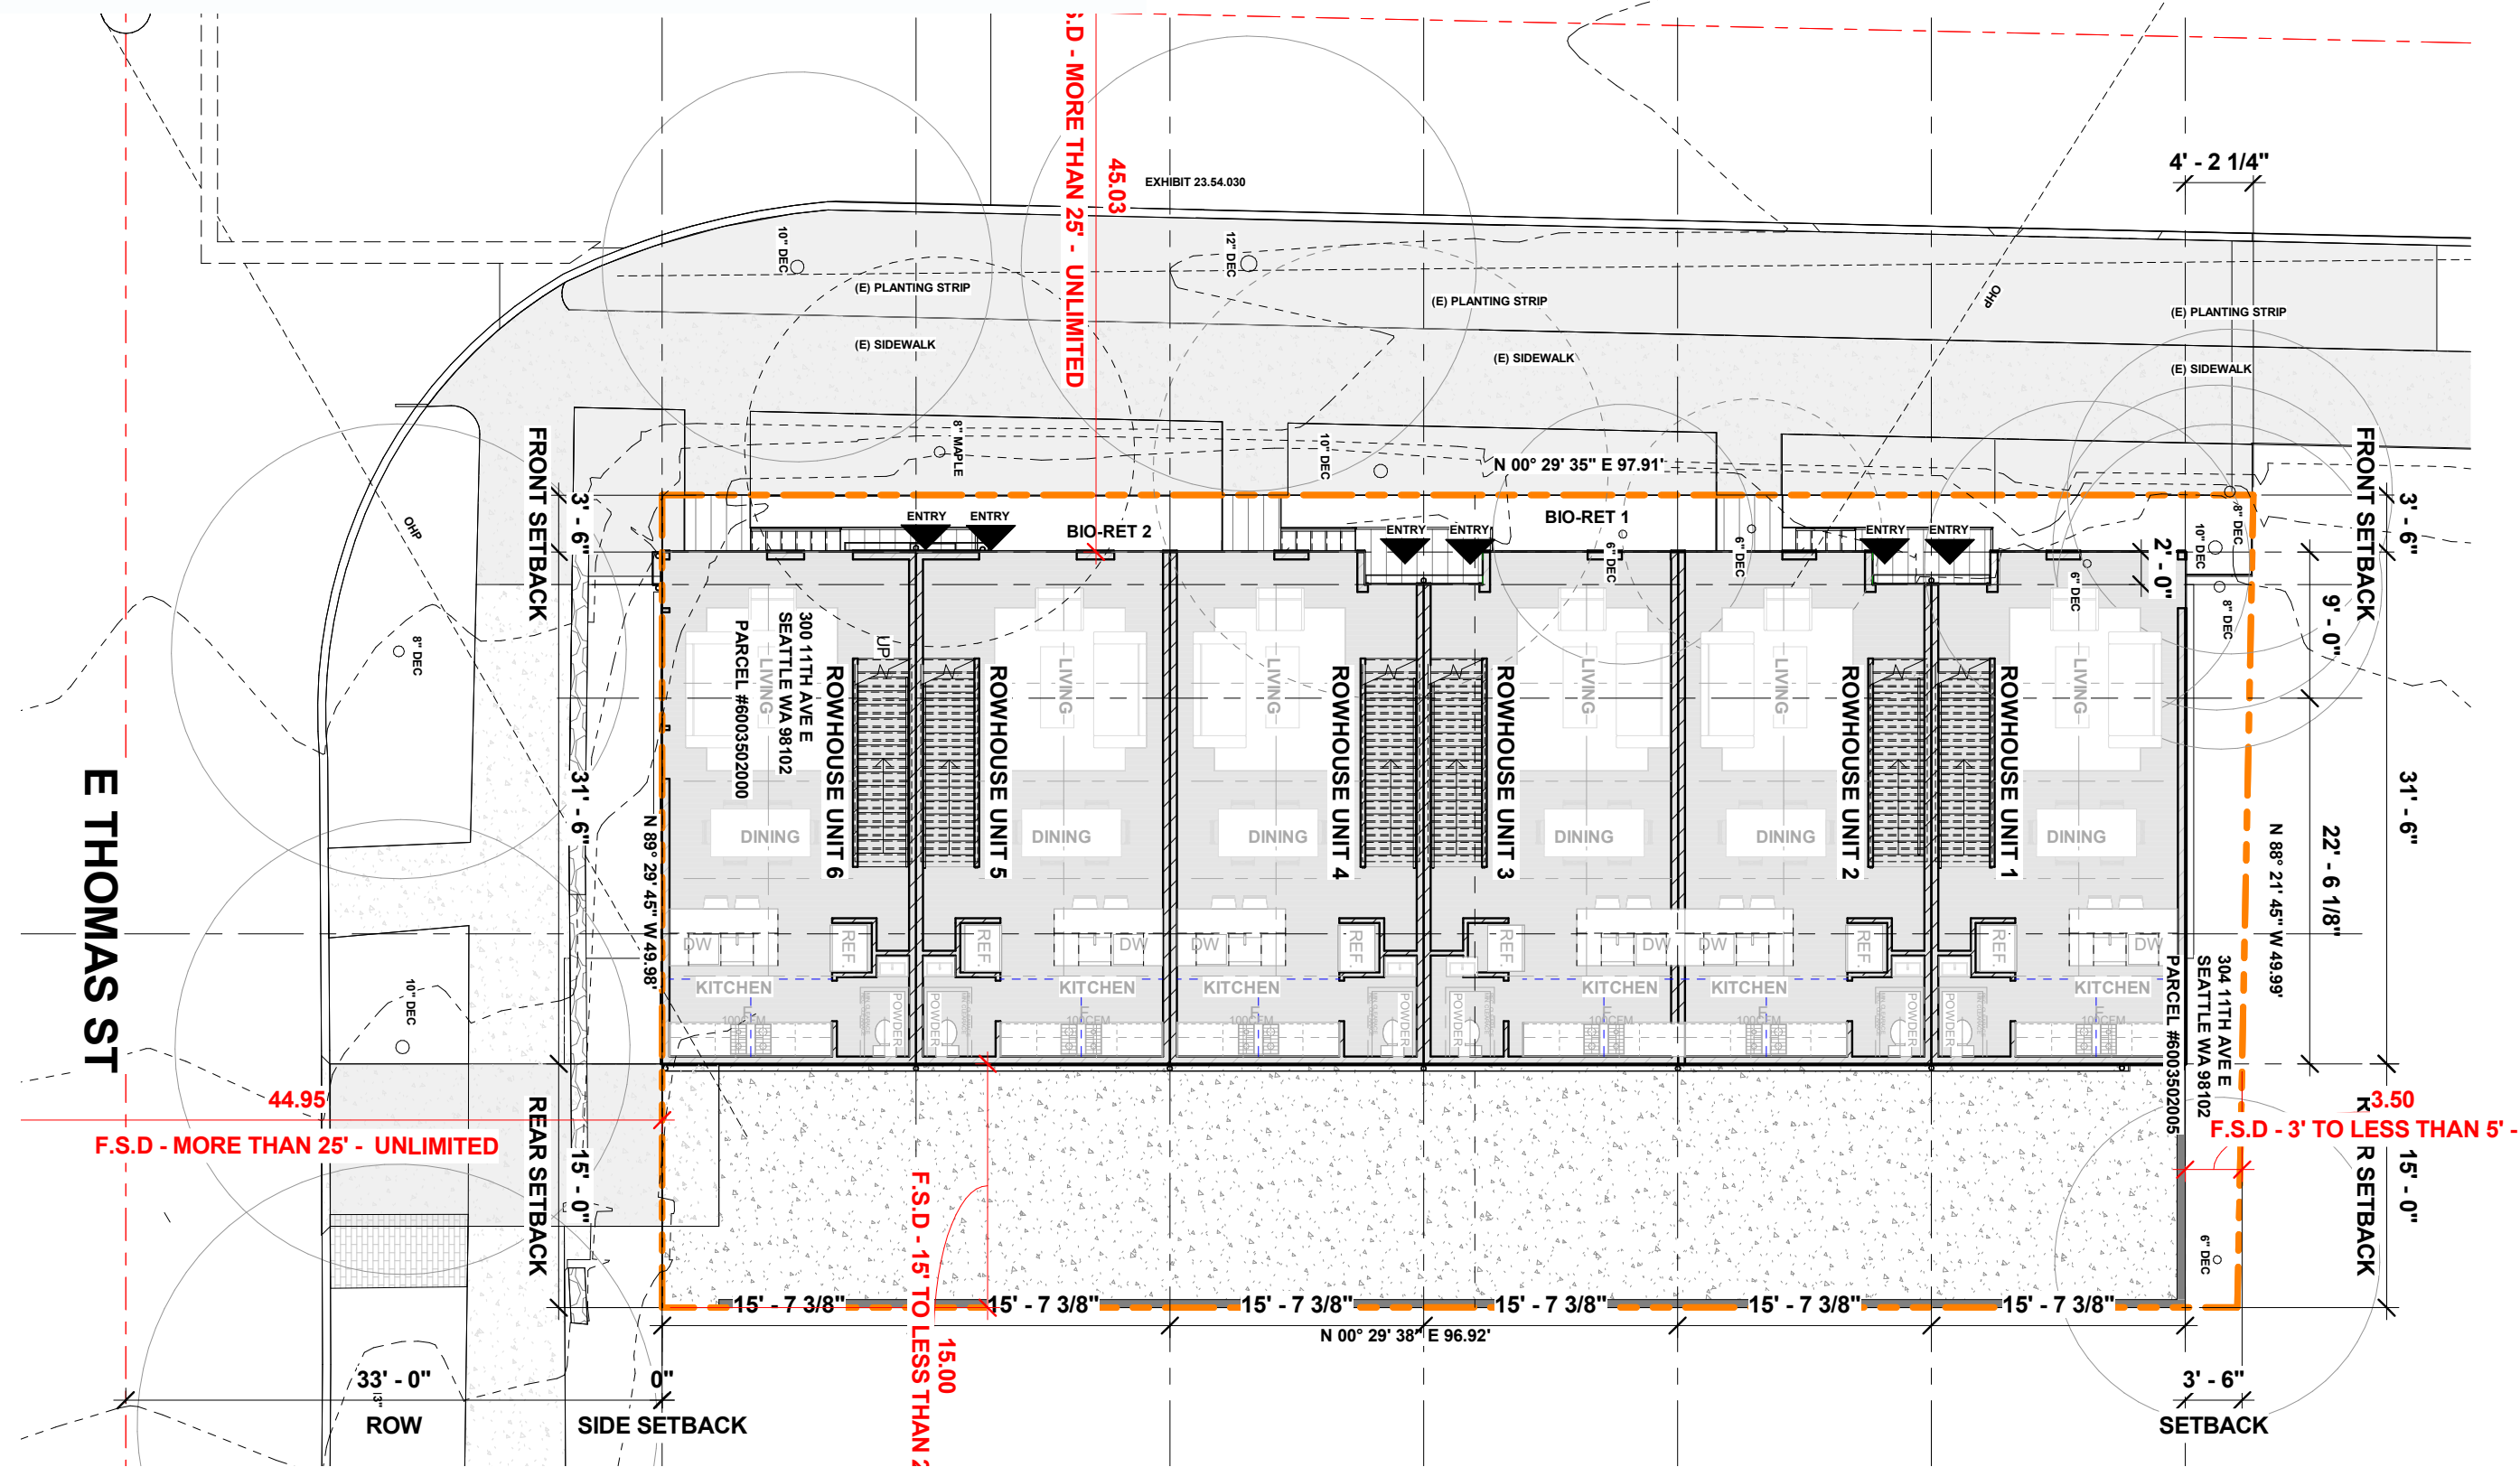 S.D - MORE THAN 25' - UNLIMITED
45.03
EXHIBIT 23.54.030
4' - 2 1/4"
10" DEC
12" DEC
(E) PLANTING STRIP
(E) PLANTING STRIP
(E) PLANTING STRIP
OHP
(E) SIDEWALK
(E) SIDEWALK
(E) SIDEWALK
FRONT SETBACK
3' - 6"
8" MAPLE
10" DEC
N 00° 29' 35" E 97.91'
FRONT SETBACK
3' - 6"
OHP
ENTRY
ENTRY
BIO-RET 2
ENTRY
ENTRY
BIO-RET 1
ENTRY
ENTRY
6" DEC
6" DEC
6" DEC
2' - 0"
10" DEC
8" DEC
8" DEC
9' - 0"
8" DEC
300 11TH AVE E
SEATTLE WA 98102
PARCEL #6003502000
UP
LIVING
LIVING
LIVING
LIVING
LIVING
LIVING
ROWHOUSE UNIT 6
ROWHOUSE UNIT 5
ROWHOUSE UNIT 4
ROWHOUSE UNIT 3
ROWHOUSE UNIT 2
ROWHOUSE UNIT 1
E THOMAS ST
31' - 6"
31' - 6"
22' - 6 1/8"
N 89° 29' 45" W 49.98'
N 88° 21' 45" W 49.99'
DINING
DINING
DINING
DINING
DINING
DINING
DW
REF.
REF.
DW
DW
REF.
REF.
DW
DW
REF.
REF.
DW
KITCHEN
KITCHEN
KITCHEN
KITCHEN
KITCHEN
KITCHEN
POWDER
POWDER
POWDER
POWDER
POWDER
POWDER
100CFM
100CFM
100CFM
100CFM
304 11TH AVE E
SEATTLE WA 98102
PARCEL #6003502005
10" DEC
44.95
F.S.D - MORE THAN 25' - UNLIMITED
REAR SETBACK
15' - 0"
3.50
F.S.D - 3' TO LESS THAN 5' -
R SETBACK
15' - 0"
6" DEC
F.S.D - 15' TO LESS THAN 2
15.00
15' - 7 3/8"
15' - 7 3/8"
15' - 7 3/8"
15' - 7 3/8"
15' - 7 3/8"
15' - 7 3/8"
N 00° 29' 38" E 96.92'
33' - 0"
13"
ROW
0"
SIDE SETBACK
3' - 6"
SETBACK